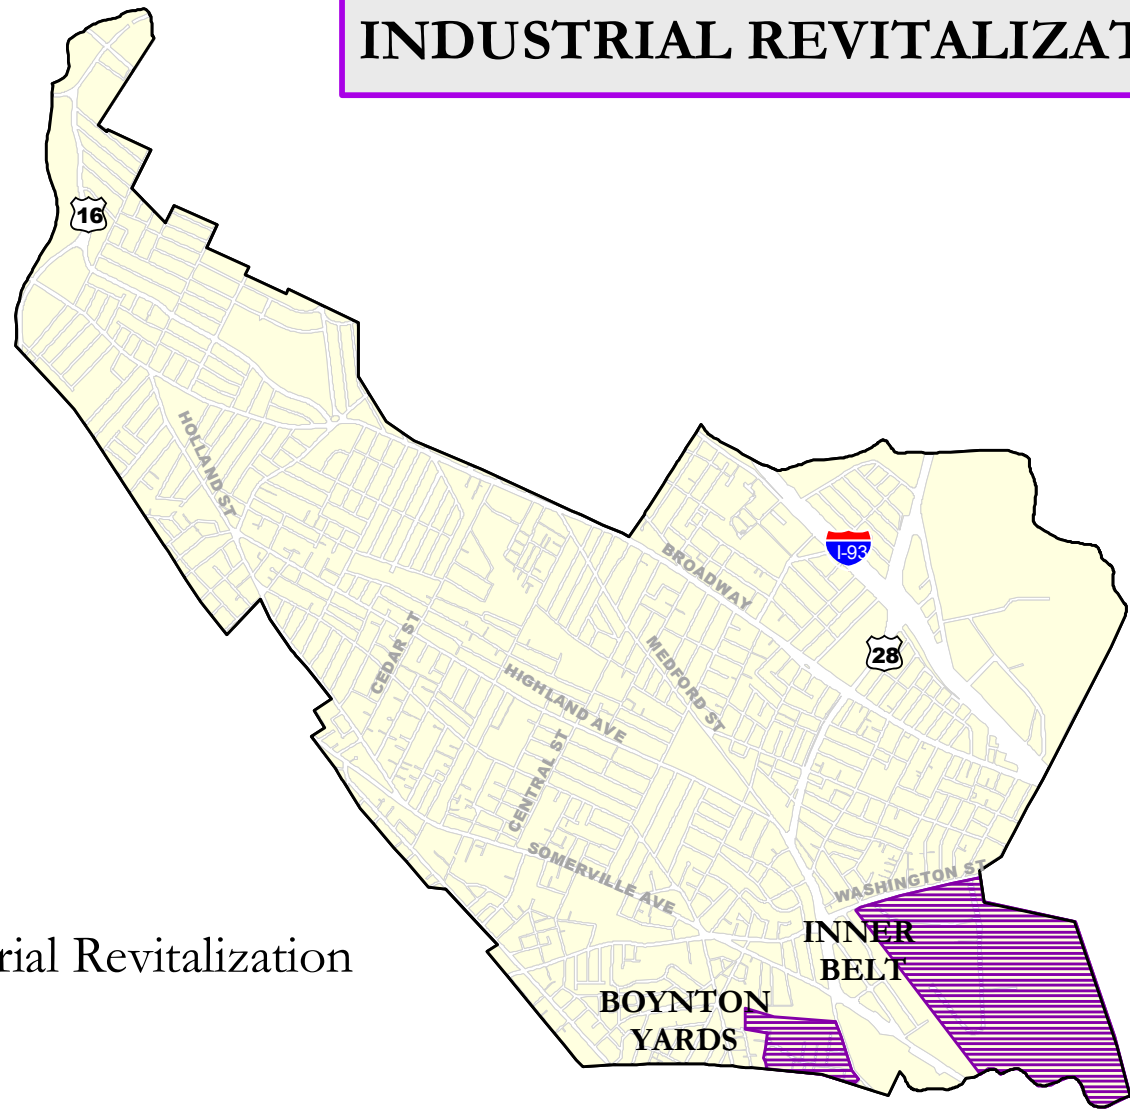 INDUSTRIAL REVITALIZAT
16
HOLLAND ST
I-93
BROADWAY
28
CEDAR ST
MEDFORD ST
HIGHLAND AVE
CENTRAL ST
SOMERVILLE AVE
WASHINGTON ST
INNER
BELT
rial Revitalization
BOYNTON
YARDS